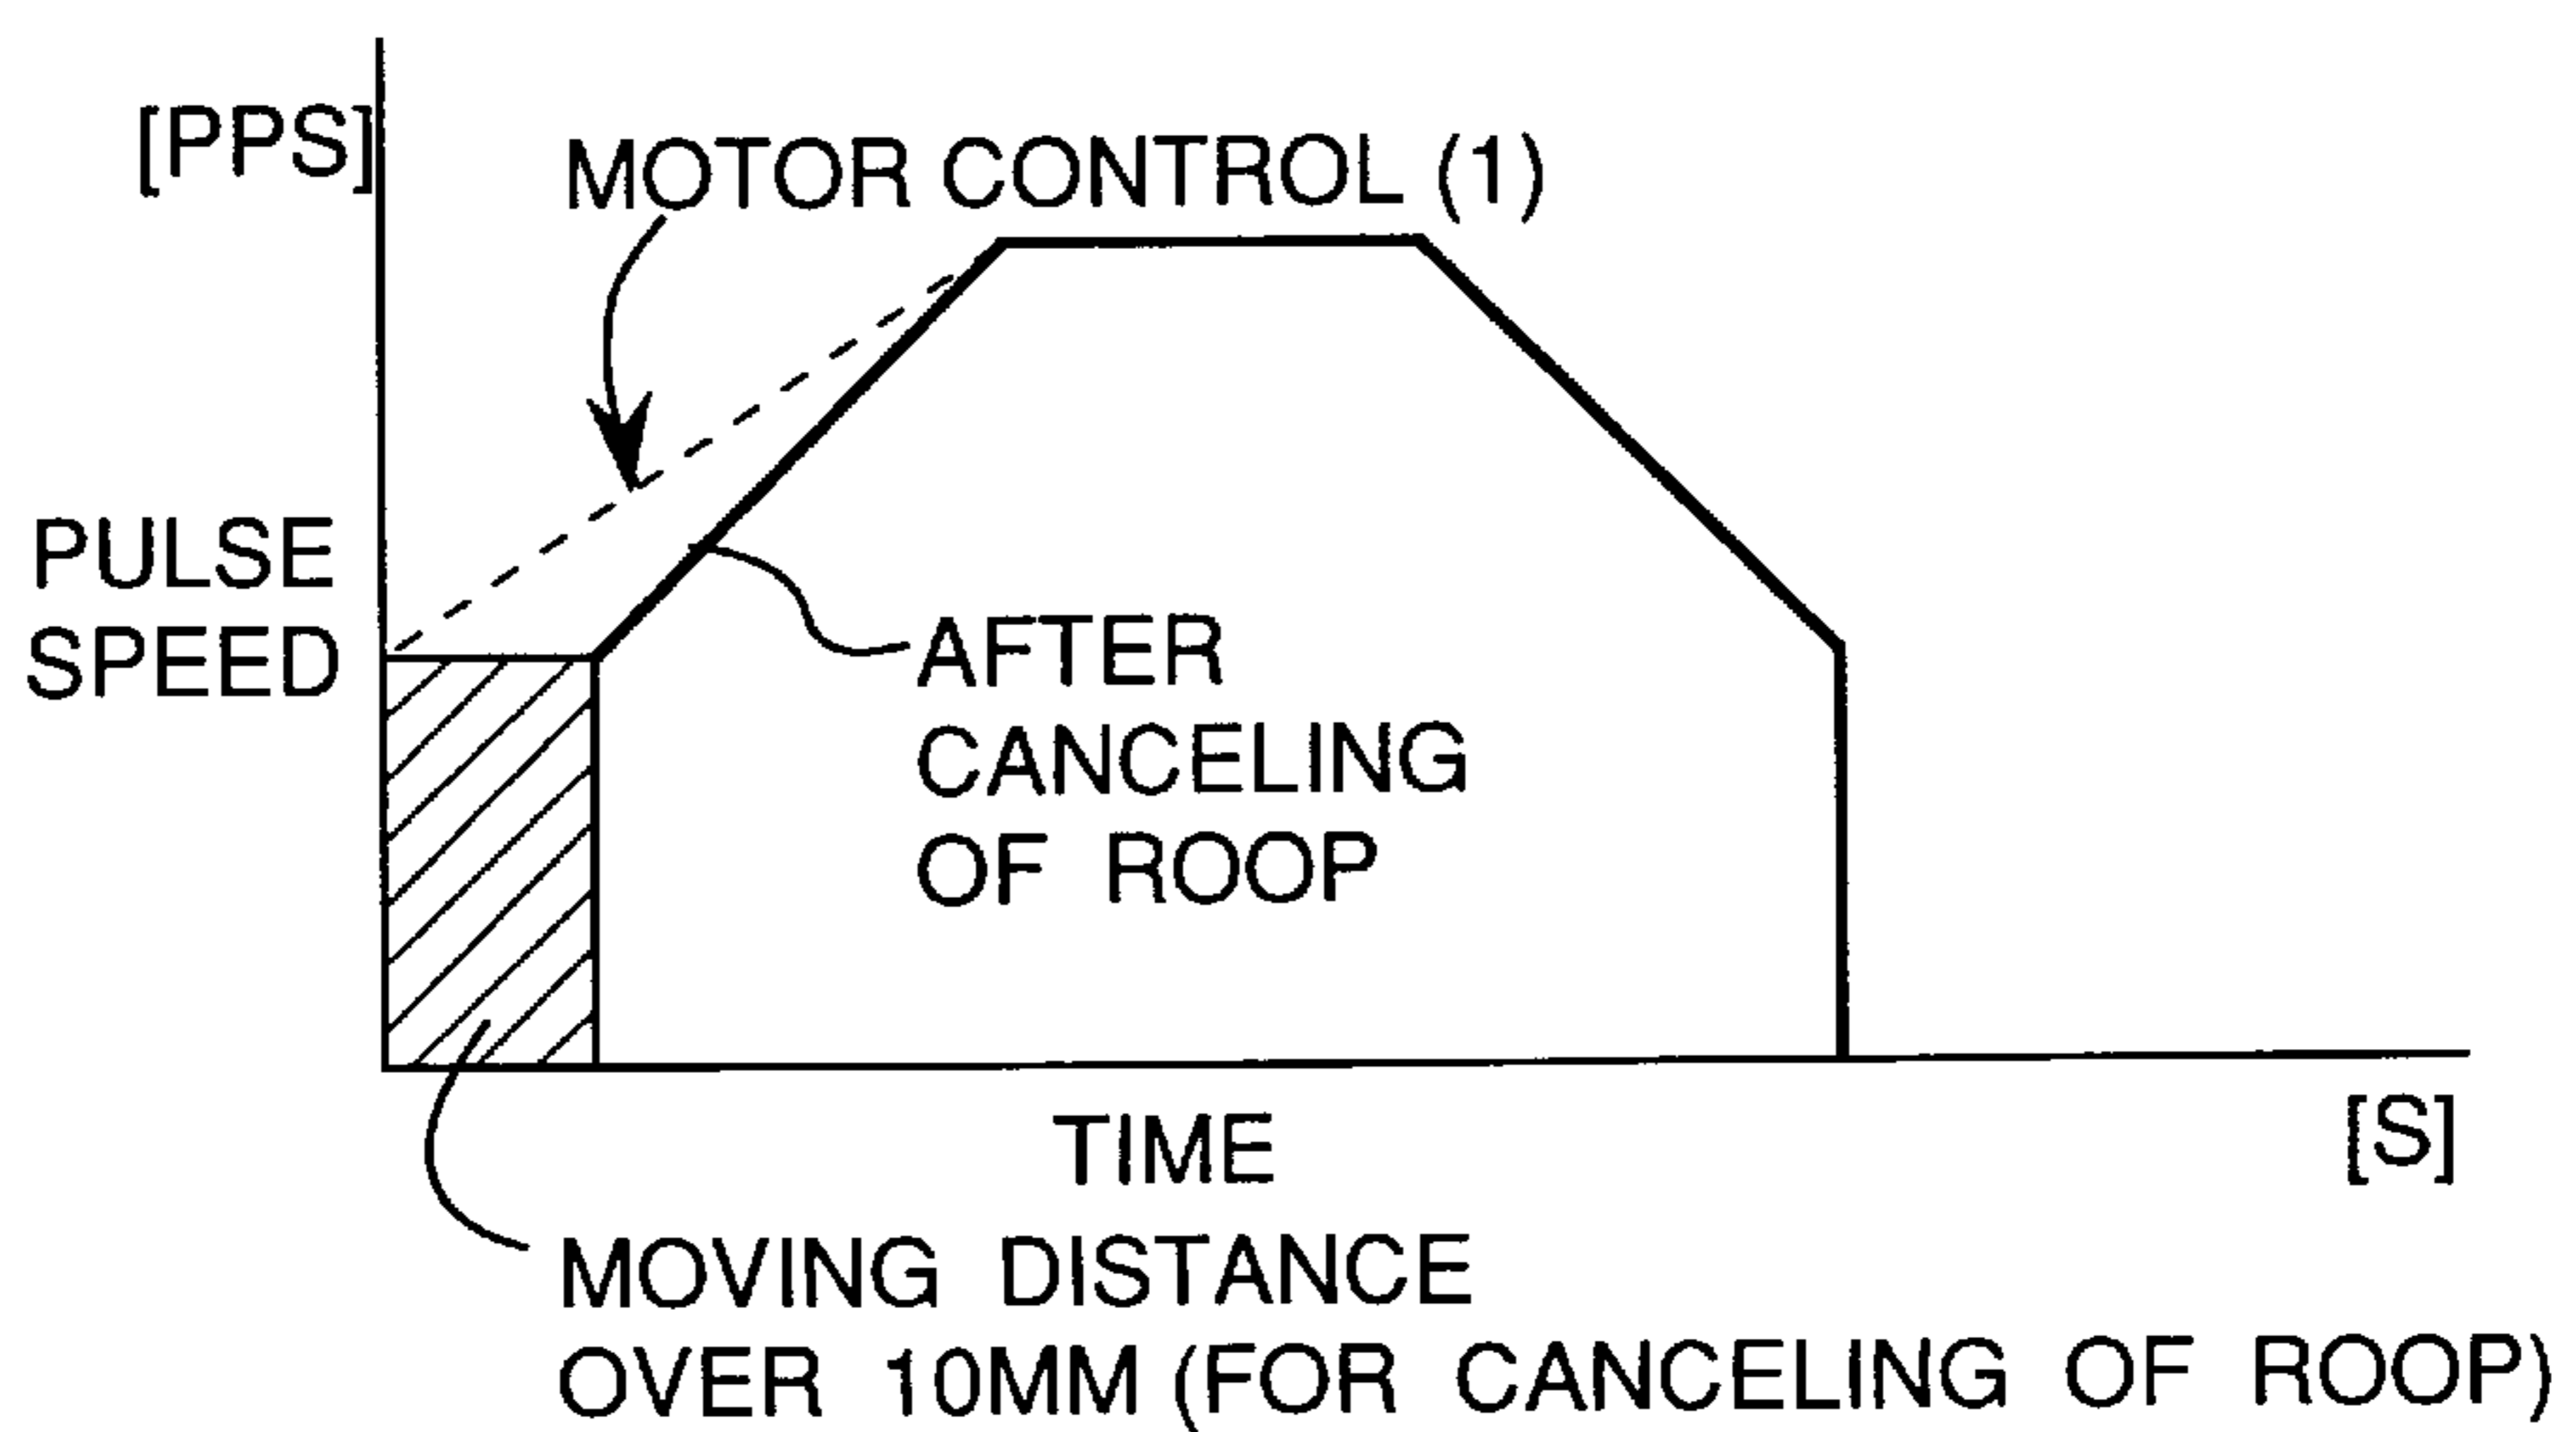 [PPS]
MOTOR CONTROL (1)
PULSE
SPEED
AFTER
CANCELING
OF ROOP
TIME
[S]
MOVING DISTANCE
OVER 10MM (FOR CANCELING OF ROOP)